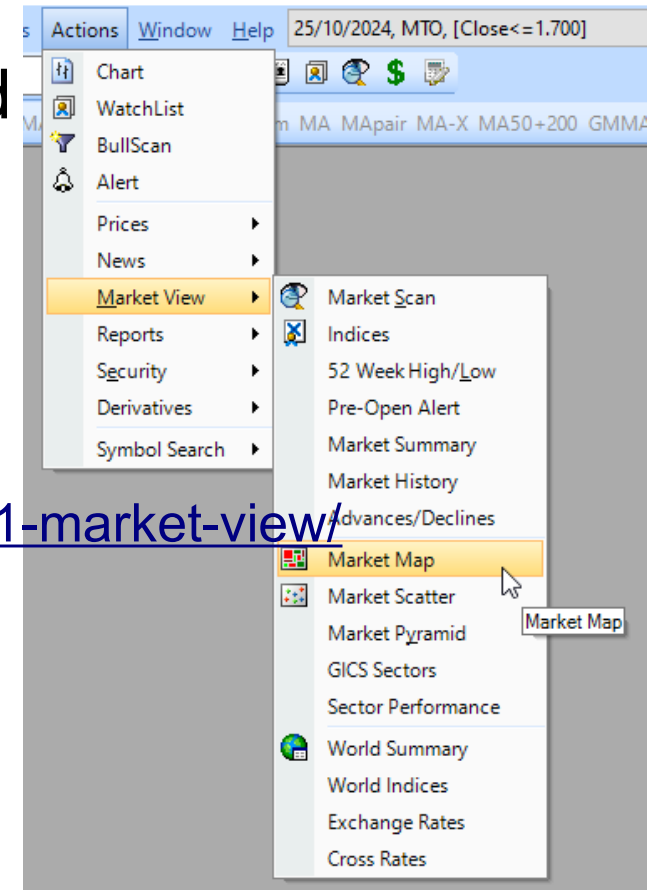 s Actions Window Help 25/10/2024, MTO, [Close<=1.700]
d
m MA MApair MA-X MA50+200 GMMA
Chart
WatchList
BullScan
Alert
Prices
News
Market View
Reports
Security
Derivatives
Symbol Search
Market Scan
Indices
52 Week High/Low
Pre-Open Alert
Market Summary
Market History
1-market-view/
Advances/Declines
Market Map
Market Scatter
Market Map
Market Pyramid
GICS Sectors
Sector Performance
World Summary
World Indices
Exchange Rates
Cross Rates